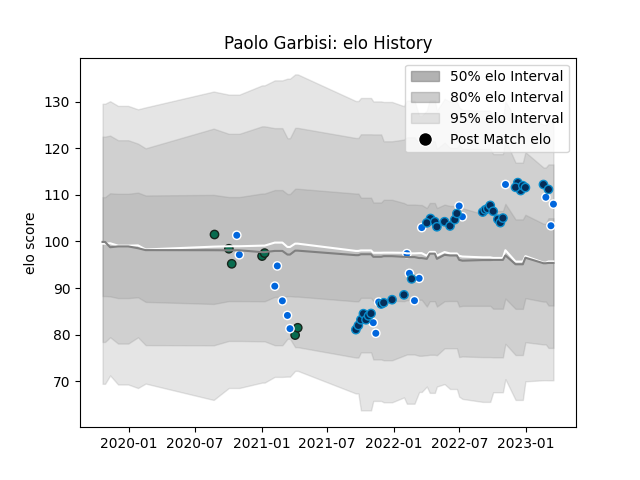 Paolo Garbisi: elo History
50% elo Interval
80% elo Interval
95% elo Interval
Post Match elo
elo score
130
120
110
100
90
80
70
2020-01 2020-07 2021-01 2021-07 2022-01 2022-07 2023-01